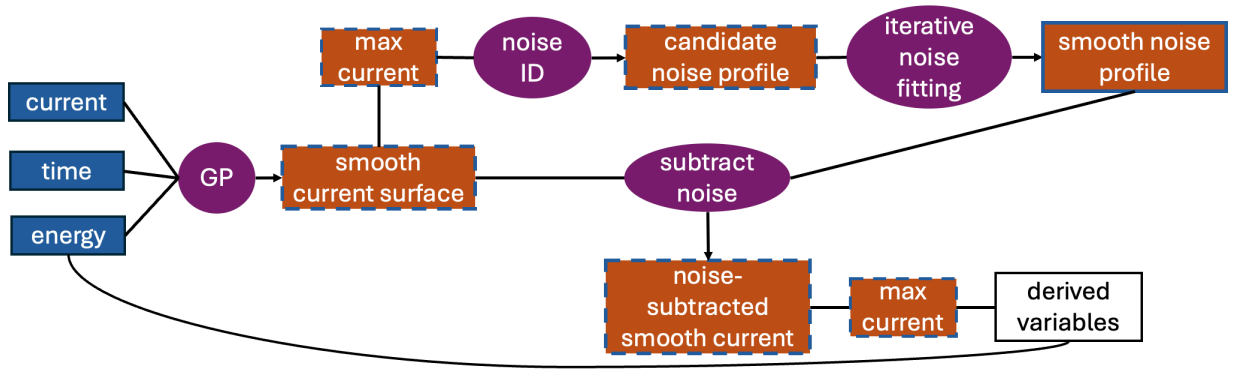 max
current
noise
ID
candidate
noise profile
iterative
noise
fitting
smooth noise
profile
current
time
energy
GP
smooth
current surface
subtract
noise
noise-
subtracted
smooth current
max
current
derived
variables